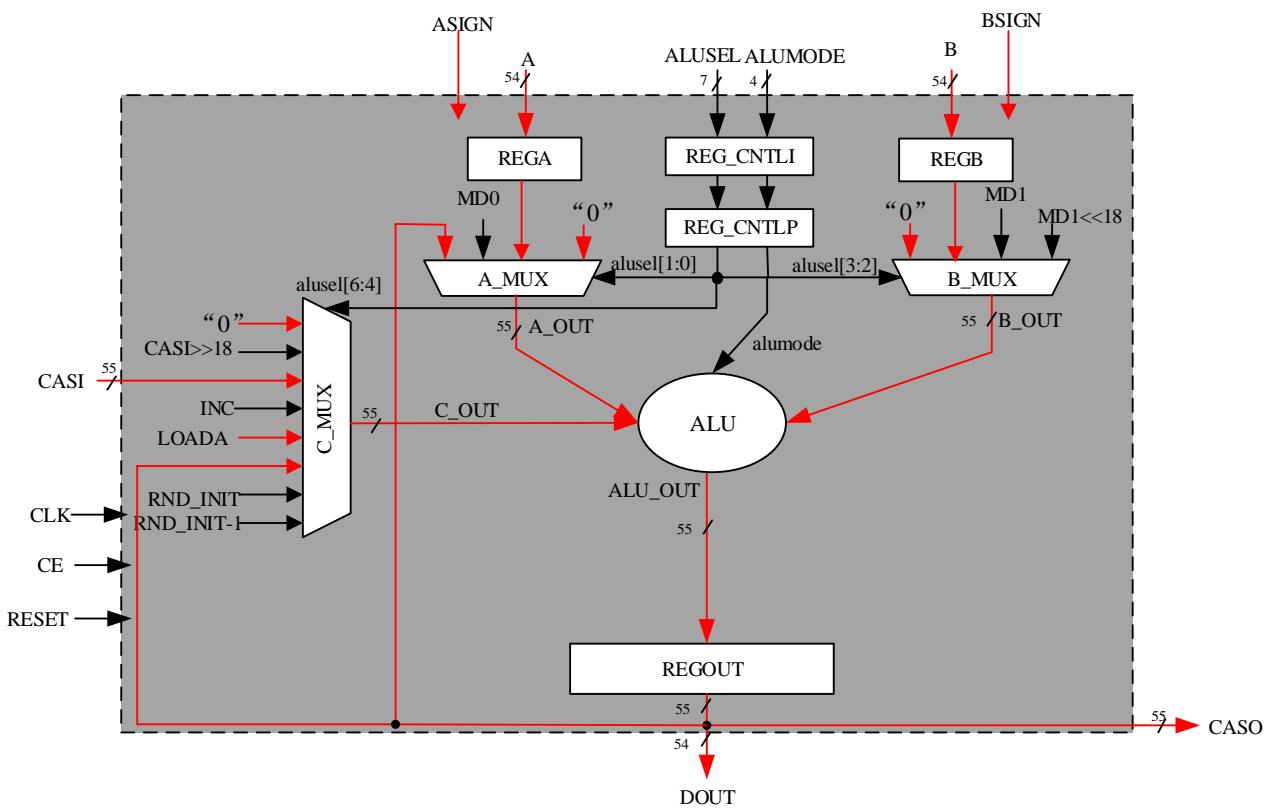 ASIGN
BSIGN
A
54
ALUSEL
ALUMODE
7
4
B
54
REGA
REG_CNTLI
REGB
MD0
“0”
REG_CNTLP
“0”
MD1
MD1<<18
A_MUX
alusel[1:0]
alusel[3:2]
B_MUX
alusel[6:4]
“0”
55
A_OUT
55
B_OUT
CASI>>18
alumode
CASI
55
INC
C_MUX
55
C_OUT
ALU
LOADA
RND_INIT
ALU_OUT
CLK
RND_INIT-1
55
CE
RESET
REGOUT
55
55
CASO
54
DOUT